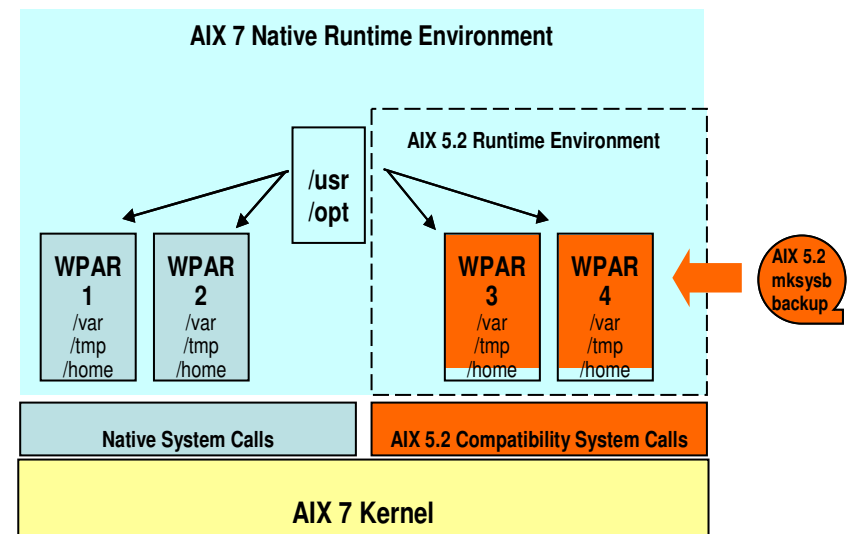 AIX 7 Native Runtime Environment
AIX 5.2 Runtime Environment
/usr
/opt
WPAR
1
/var
/tmp
/home
WPAR
2
/var
/tmp
/home
WPAR
3
/var
/tmp
/home
WPAR
4
/var
/tmp
/home
AIX 5.2
mksysb
backup
Native System Calls
AIX 5.2 Compatibility System Calls
AIX 7 Kernel